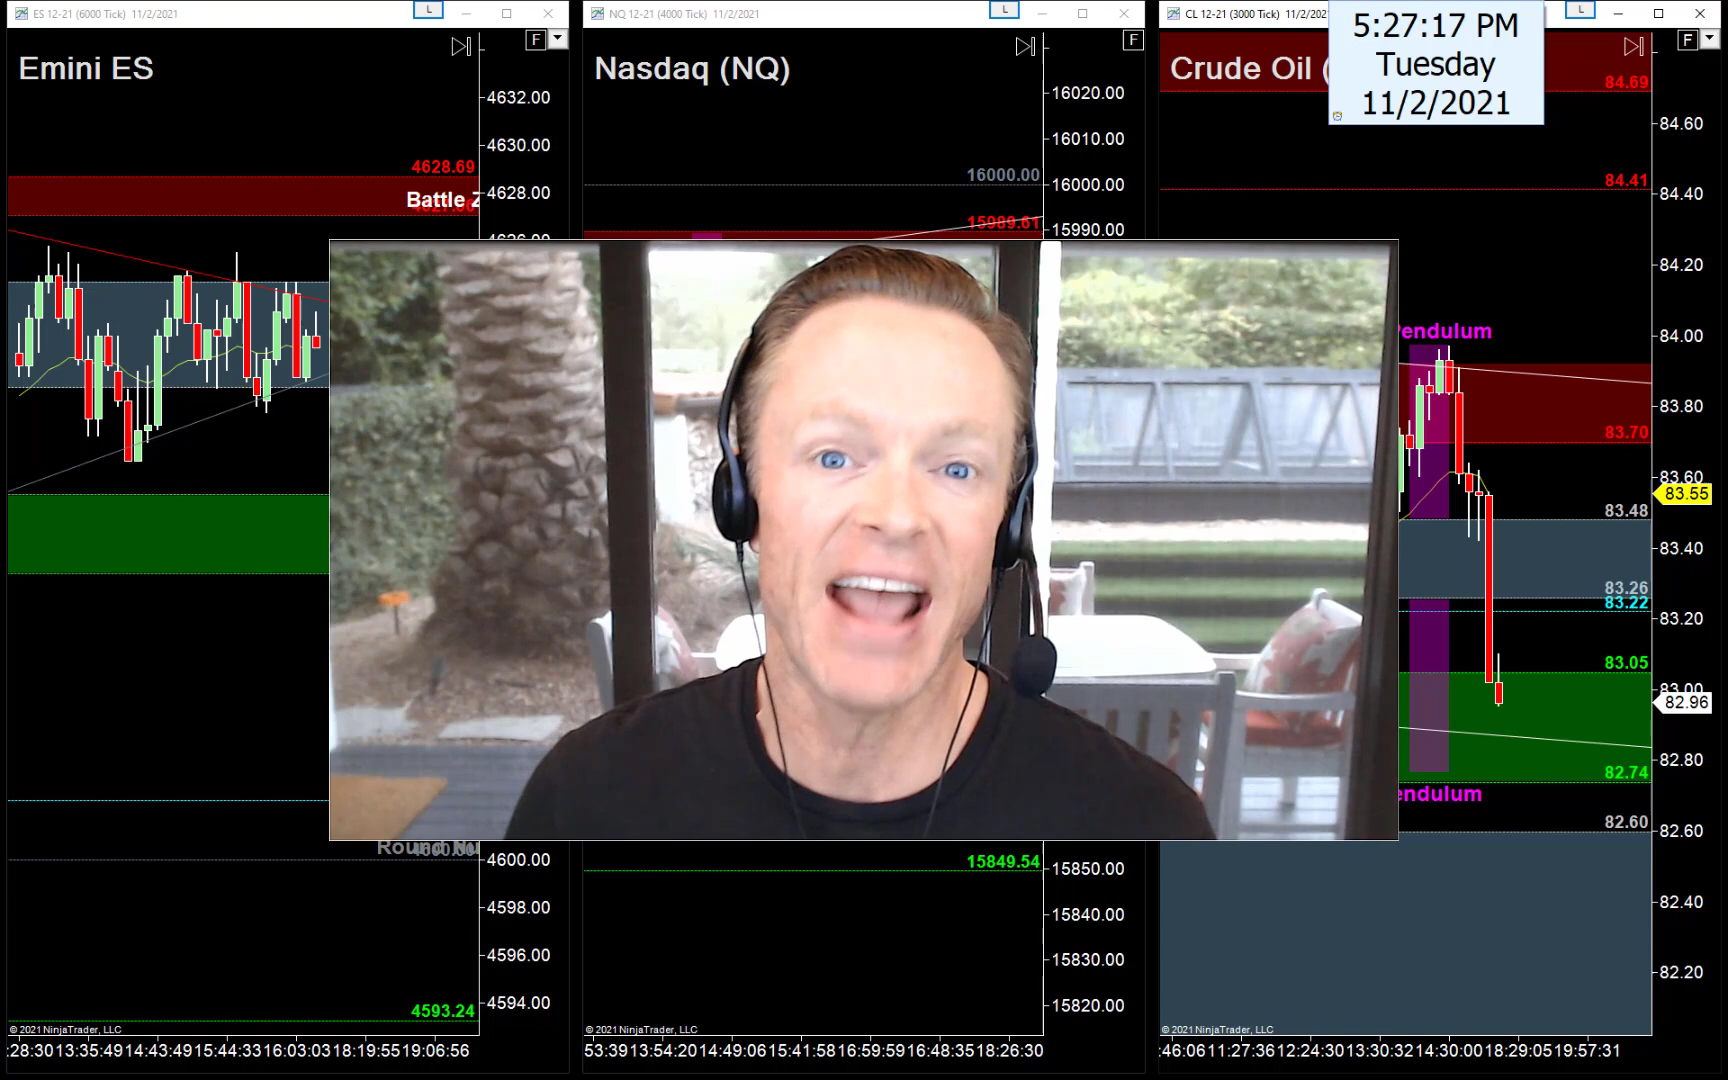 ES 12-21 (6000 Tick) 11/2/2021
L
F
Emini ES
4632.00
4630.00
4628.69
4628.00
Battle
4600.00
4598.00
4596.00
4594.00
4593.24
© 2021 NinjaTrader, LLC
:28:30 13:35:49 14:43:49 15:44:33 16:03:03 18:19:55 19:06:56
NQ 12-21 (4000 Tick) 11/2/2021
L
F
Nasdaq (NQ)
16020.00
16010.00
16000.00
16000.00
15989.61
15990.00
15849.54
15850.00
15840.00
15830.00
15820.00
© 2021 NinjaTrader, LLC
53:39 13:54:20 14:49:06 15:41:58 16:59:59 16:48:35 18:26:30
CL 12-21 (3000 Tick) 11/2/202
L
F
Crude Oil (
5:27:17 PM
Tuesday
11/2/2021
84.69
84.60
84.41
84.40
84.20
Pendulum
84.00
83.80
83.70
83.60
83.55
83.48
83.40
83.26
83.22
83.20
83.05
83.00
82.96
82.80
82.74
endulum
82.60
82.60
82.40
82.20
© 2021 NinjaTrader, LLC
:46:06 11:27:36 12:24:30 13:30:32 14:30:00 18:29:05 19:57:31